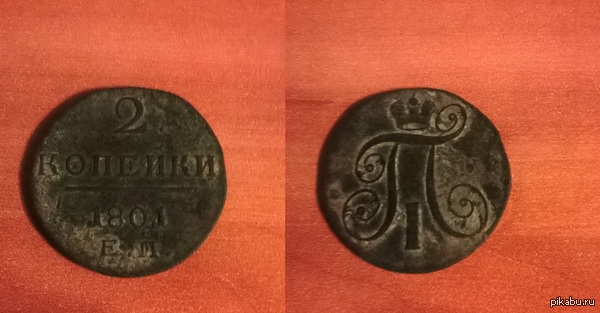 2
КОПЕЙКИ
1801
Е.М.
П
I
pikabu.ru